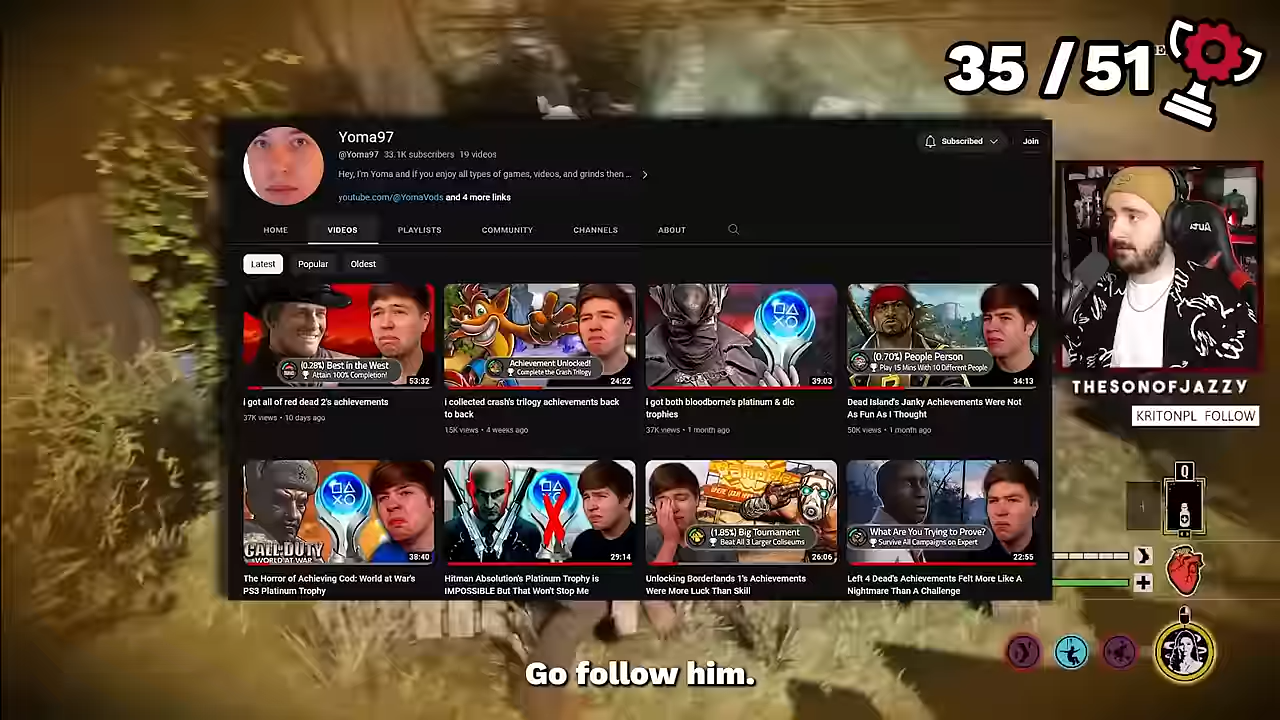 35 / 51
Yoma97
@Yoma97 33.1K subscribers 19 videos
Hey, I'm Yoma and if you enjoy all types of games, videos, and grinds then ...
youtube.com/@YomaVods and 4 more links
Subscribed
Join
HOME VIDEOS PLAYLISTS COMMUNITY CHANNELS ABOUT
Latest Popular Oldest
(0.28%) Best in the West
Attain 100% Completion!
53:32
Achievement Unlocked!
Complete the Crash Trilogy
24:22
39:03
(0.70%) People Person
Play 15 Mins With 10 Different People
34:13
i got all of red dead 2's achievements
37K views • 10 days ago
i collected crash's trilogy achievements back
to back
15K views • 4 weeks ago
i got both bloodborne's platinum & dlc
trophies
37K views • 1 month ago
Dead Island's Janky Achievements Were Not
As Fun As I Thought
50K views • 1 month ago
CALL OF DUTY
WORLD AT WAR
38:40
29:14
(1.85%) Big Tournament
Beat All 3 Larger Coliseums
26:06
What Are You Trying to Prove?
Survive All Campaigns on Expert
22:55
The Horror of Achieving Cod: World at War's
PS3 Platinum Trophy
Hitman Absolution's Platinum Trophy is
IMPOSSIBLE But That Won't Stop Me
Unlocking Borderlands 1's Achievements
Were More Luck Than Skill
Left 4 Dead's Achievements Felt More Like A
Nightmare Than A Challenge
THESONOFJAZZY
KRITONPL FOLLOW
Q
Go follow him.